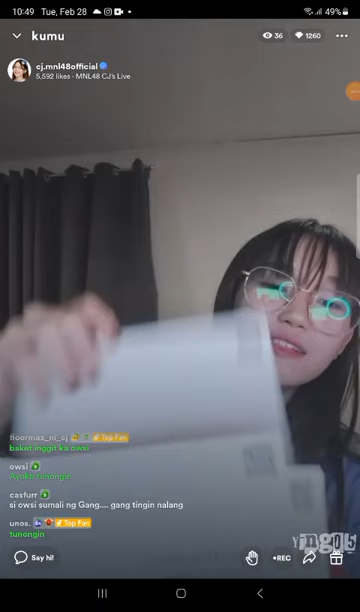 10:49 Tue, Feb 28 49%
kumu 36 1260
cj.mnl48official
5,592 likes • MNL48 CJ's Live
floormax_ni_cj Top Fan
baket inggit ka owsi
owsi
Ayoko tunongin
casfurr
si owsi sumali ng Gang.... gang tingin nalang
unos. Top Fan
tunongin
Say hi!
•REC